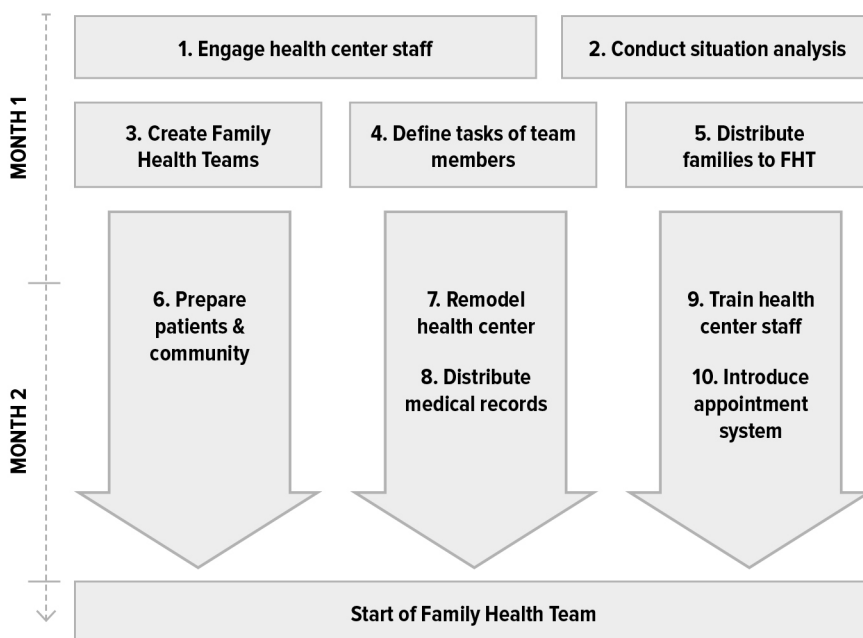 MONTH 1
1. Engage health center staff
2. Conduct situation analysis
3. Create Family
Health Teams
4. Define tasks of team
members
5. Distribute
families to FHT
MONTH 2
6. Prepare
patients &
community
7. Remodel
health center
8. Distribute
medical records
9. Train health
center staff
10. Introduce
appointment
system
Start of Family Health Team